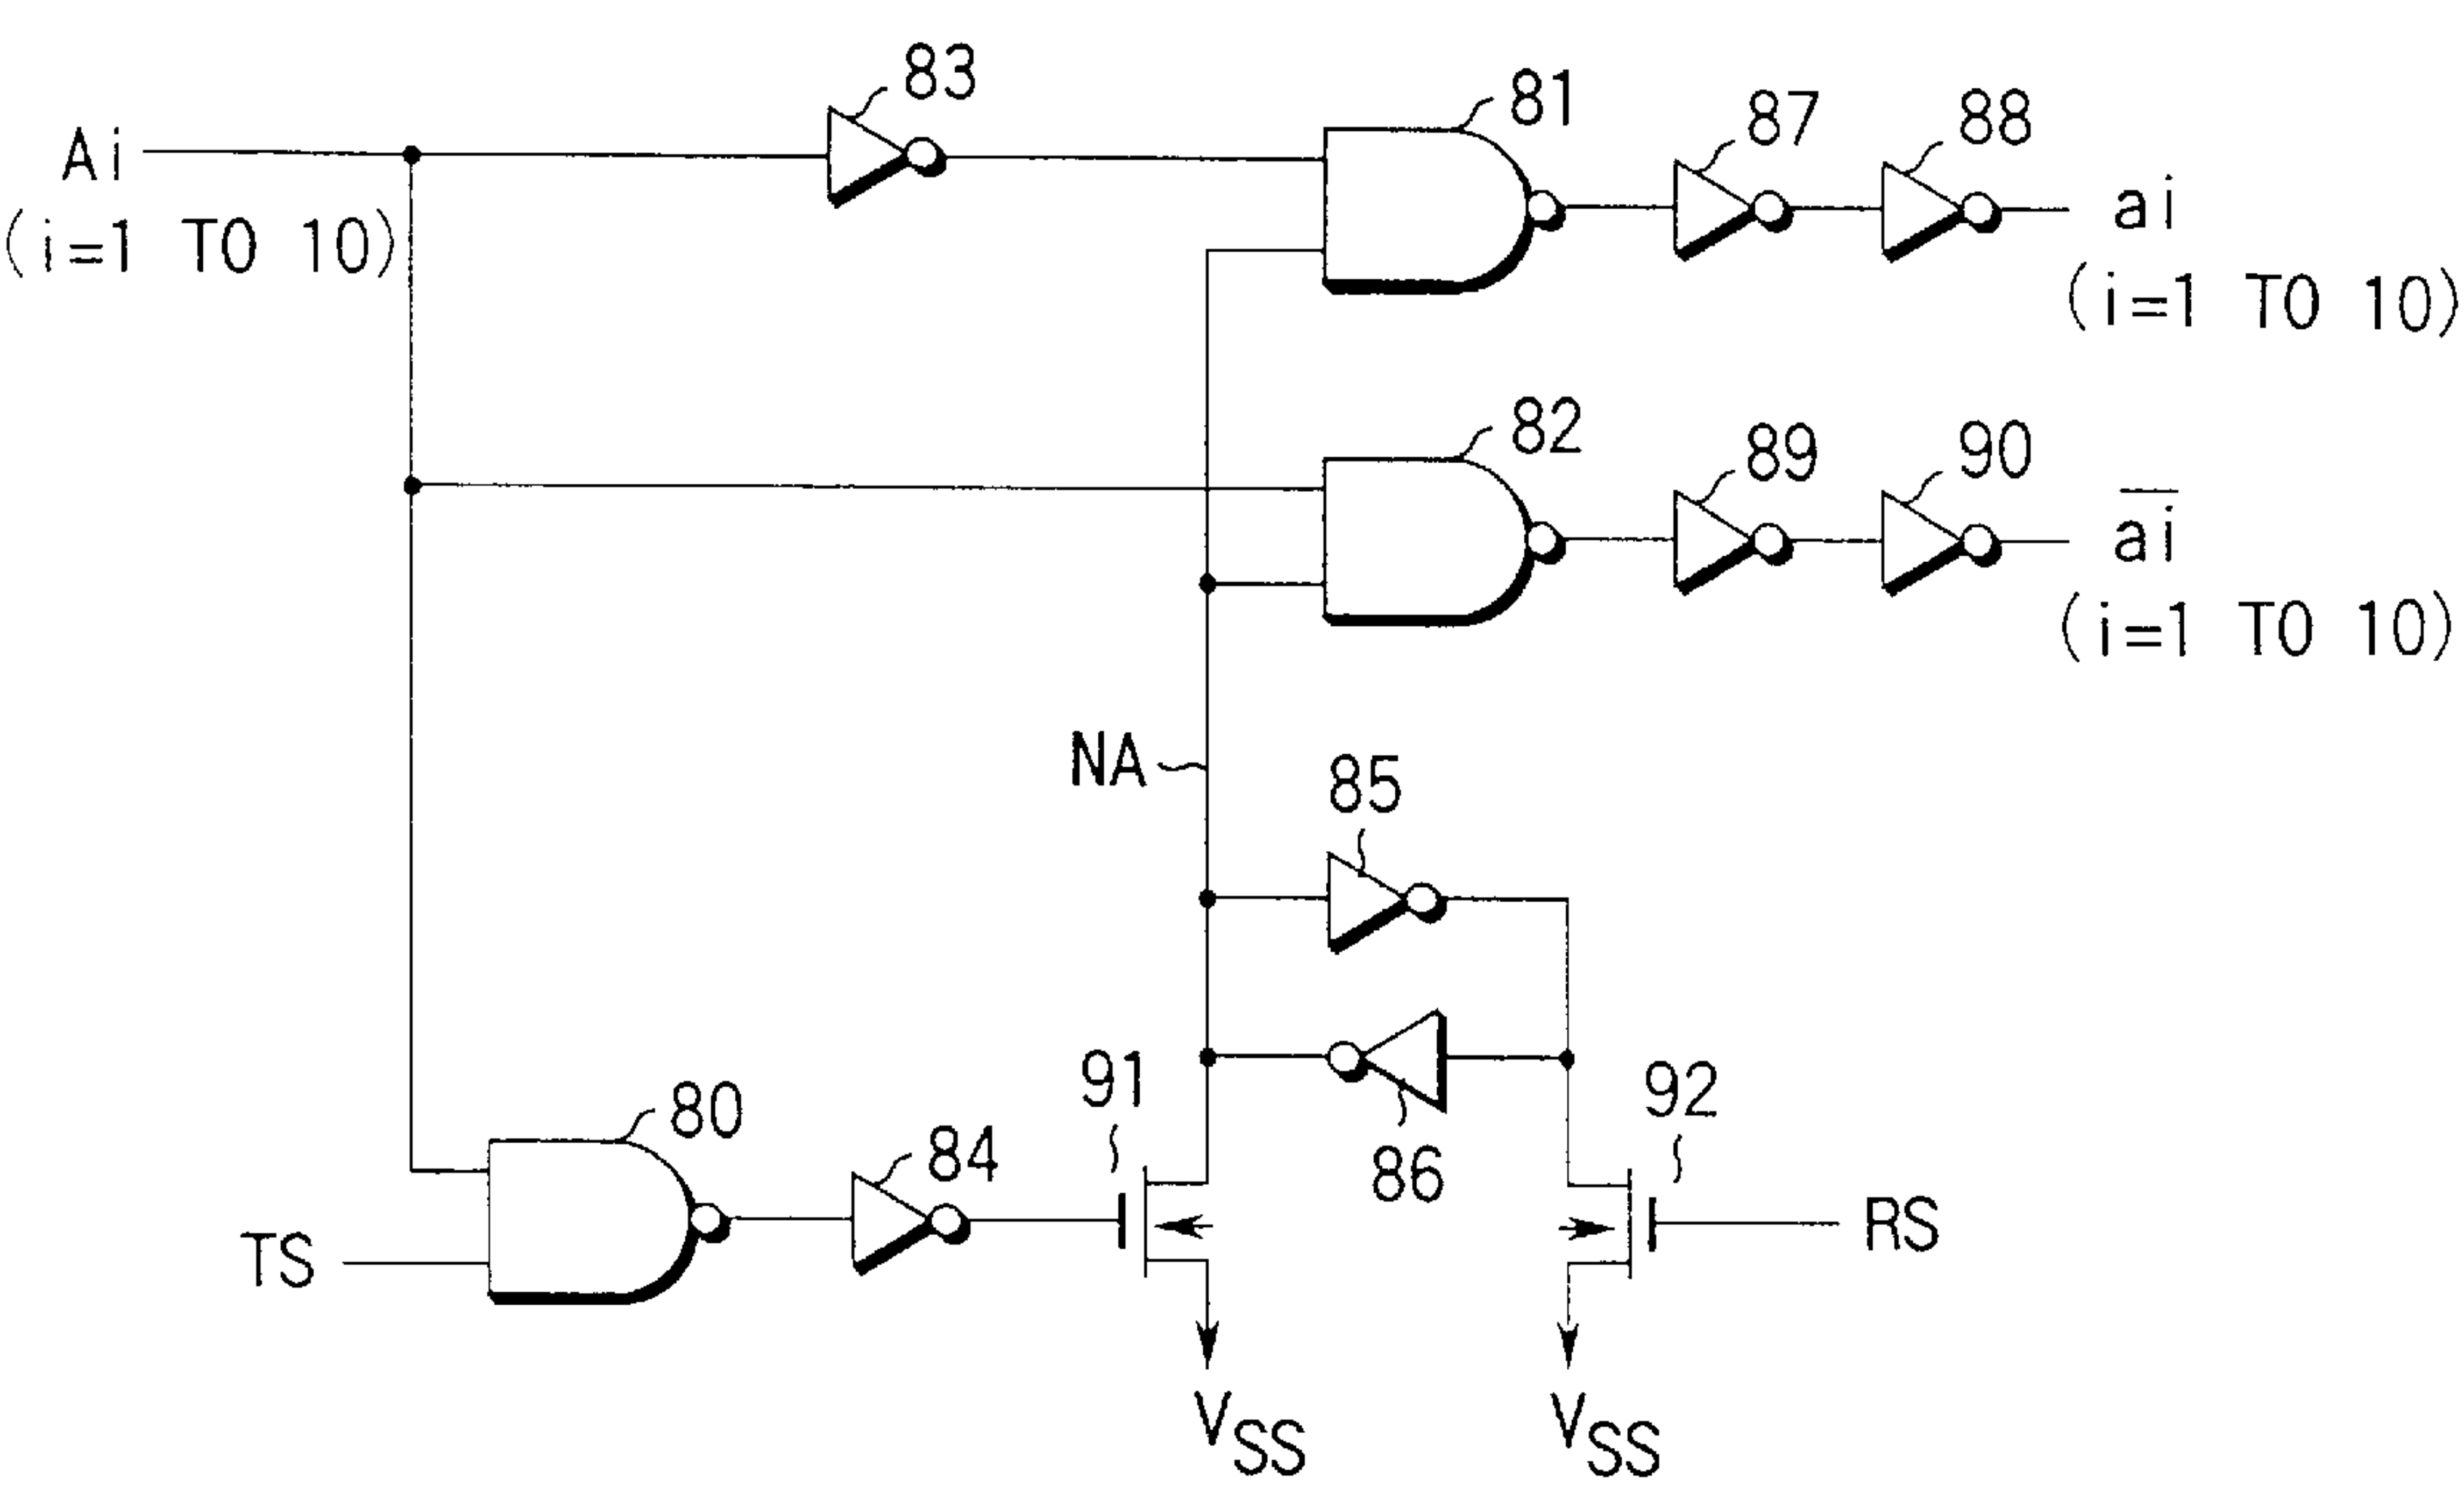 83
81
87
88
Ai
(i=1 TO 10)
ai
(i=1 TO 10)
82
89
90
a̅i̅
(i=1 TO 10)
NA
85
91
92
80
84
86
TS
RS
VSS
VSS